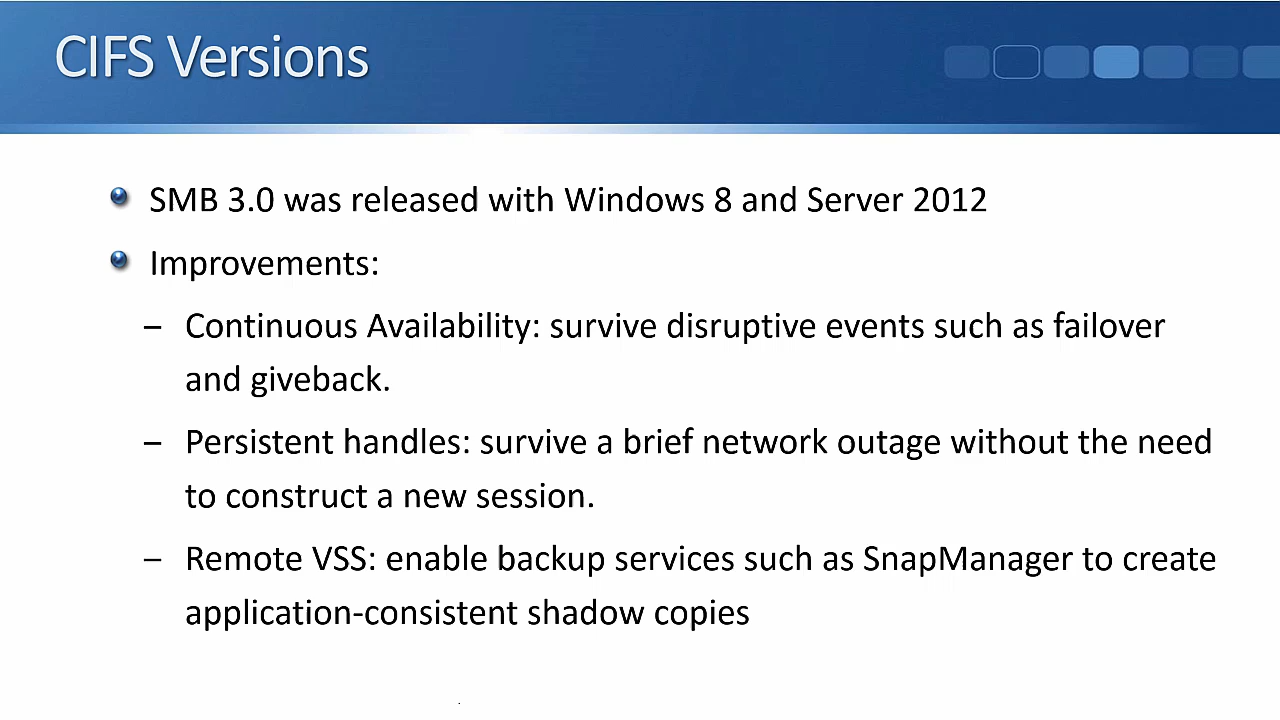 CIFS Versions
SMB 3.0 was released with Windows 8 and Server 2012
Improvements:
– Continuous Availability: survive disruptive events such as failover
and giveback.
– Persistent handles: survive a brief network outage without the need
to construct a new session.
– Remote VSS: enable backup services such as SnapManager to create
application-consistent shadow copies